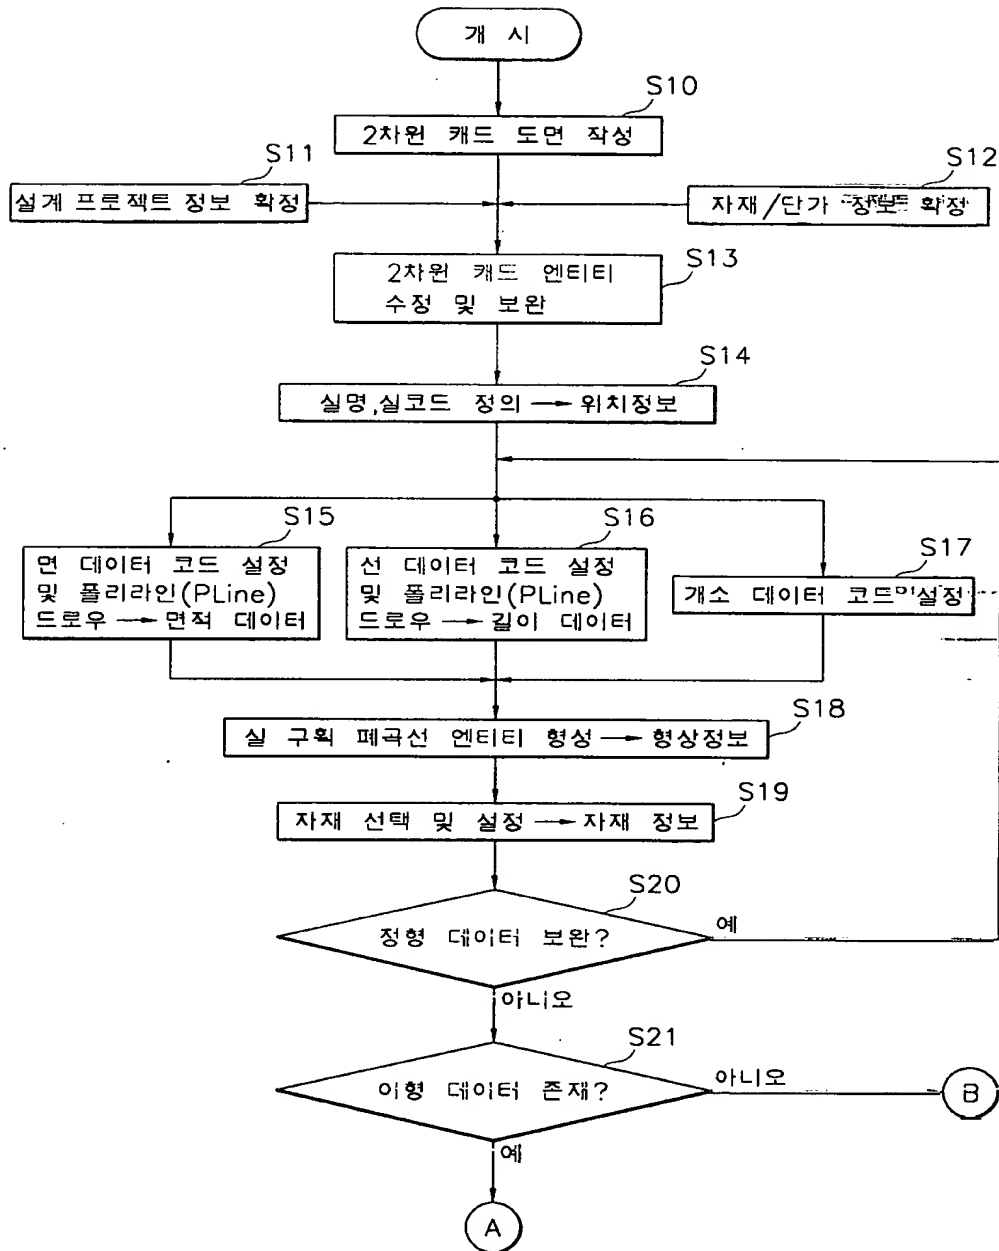 개 시
S10
2차원 캐드 도면 작성
S11
설계 프로젝트 정보 확정
S12
자재/단가 정보 확정
S13
2차원 캐드 엔티티
수정 및 보완
S14
실명,실코드 정의 → 위치정보
S15
면 데이터 코드 설정
및 폴리라인(PLine)
드로우 → 면적 데이터
S16
선 데이터 코드 설정
및 폴리라인(PLine)
드로우 → 길이 데이터
S17
개소 데이터 코드 설정
S18
실 구획 폐곡선 엔티티 형성 → 형상정보
S19
자재 선택 및 설정 → 자재 정보
S20
정형 데이터 보완?
예
아니오
S21
이형 데이터 존재?
아니오
B
예
A